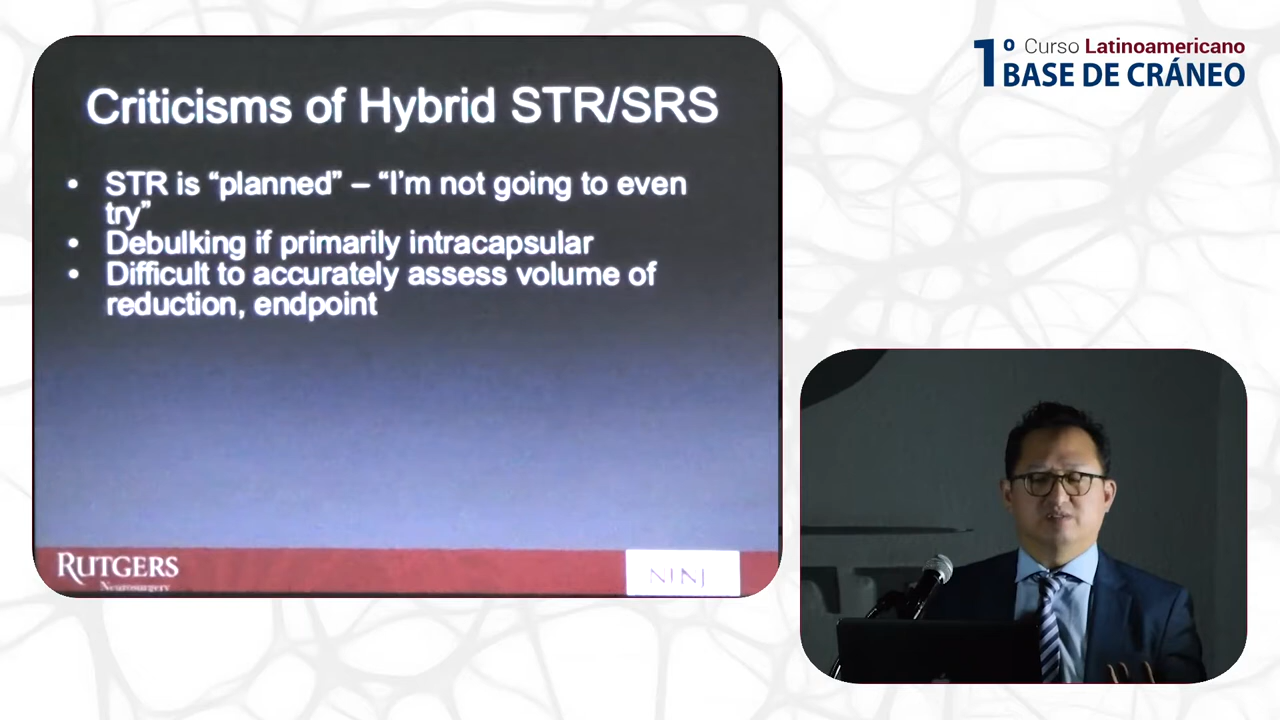 Criticisms of Hybrid STR/SRS
• STR is “planned” – “I’m not going to even
try”
• Debulking if primarily intracapsular
• Difficult to accurately assess volume of
reduction, endpoint
RUTGERS
Neurosurgery
1º Curso Latinoamericano
BASE DE CRÁNEO